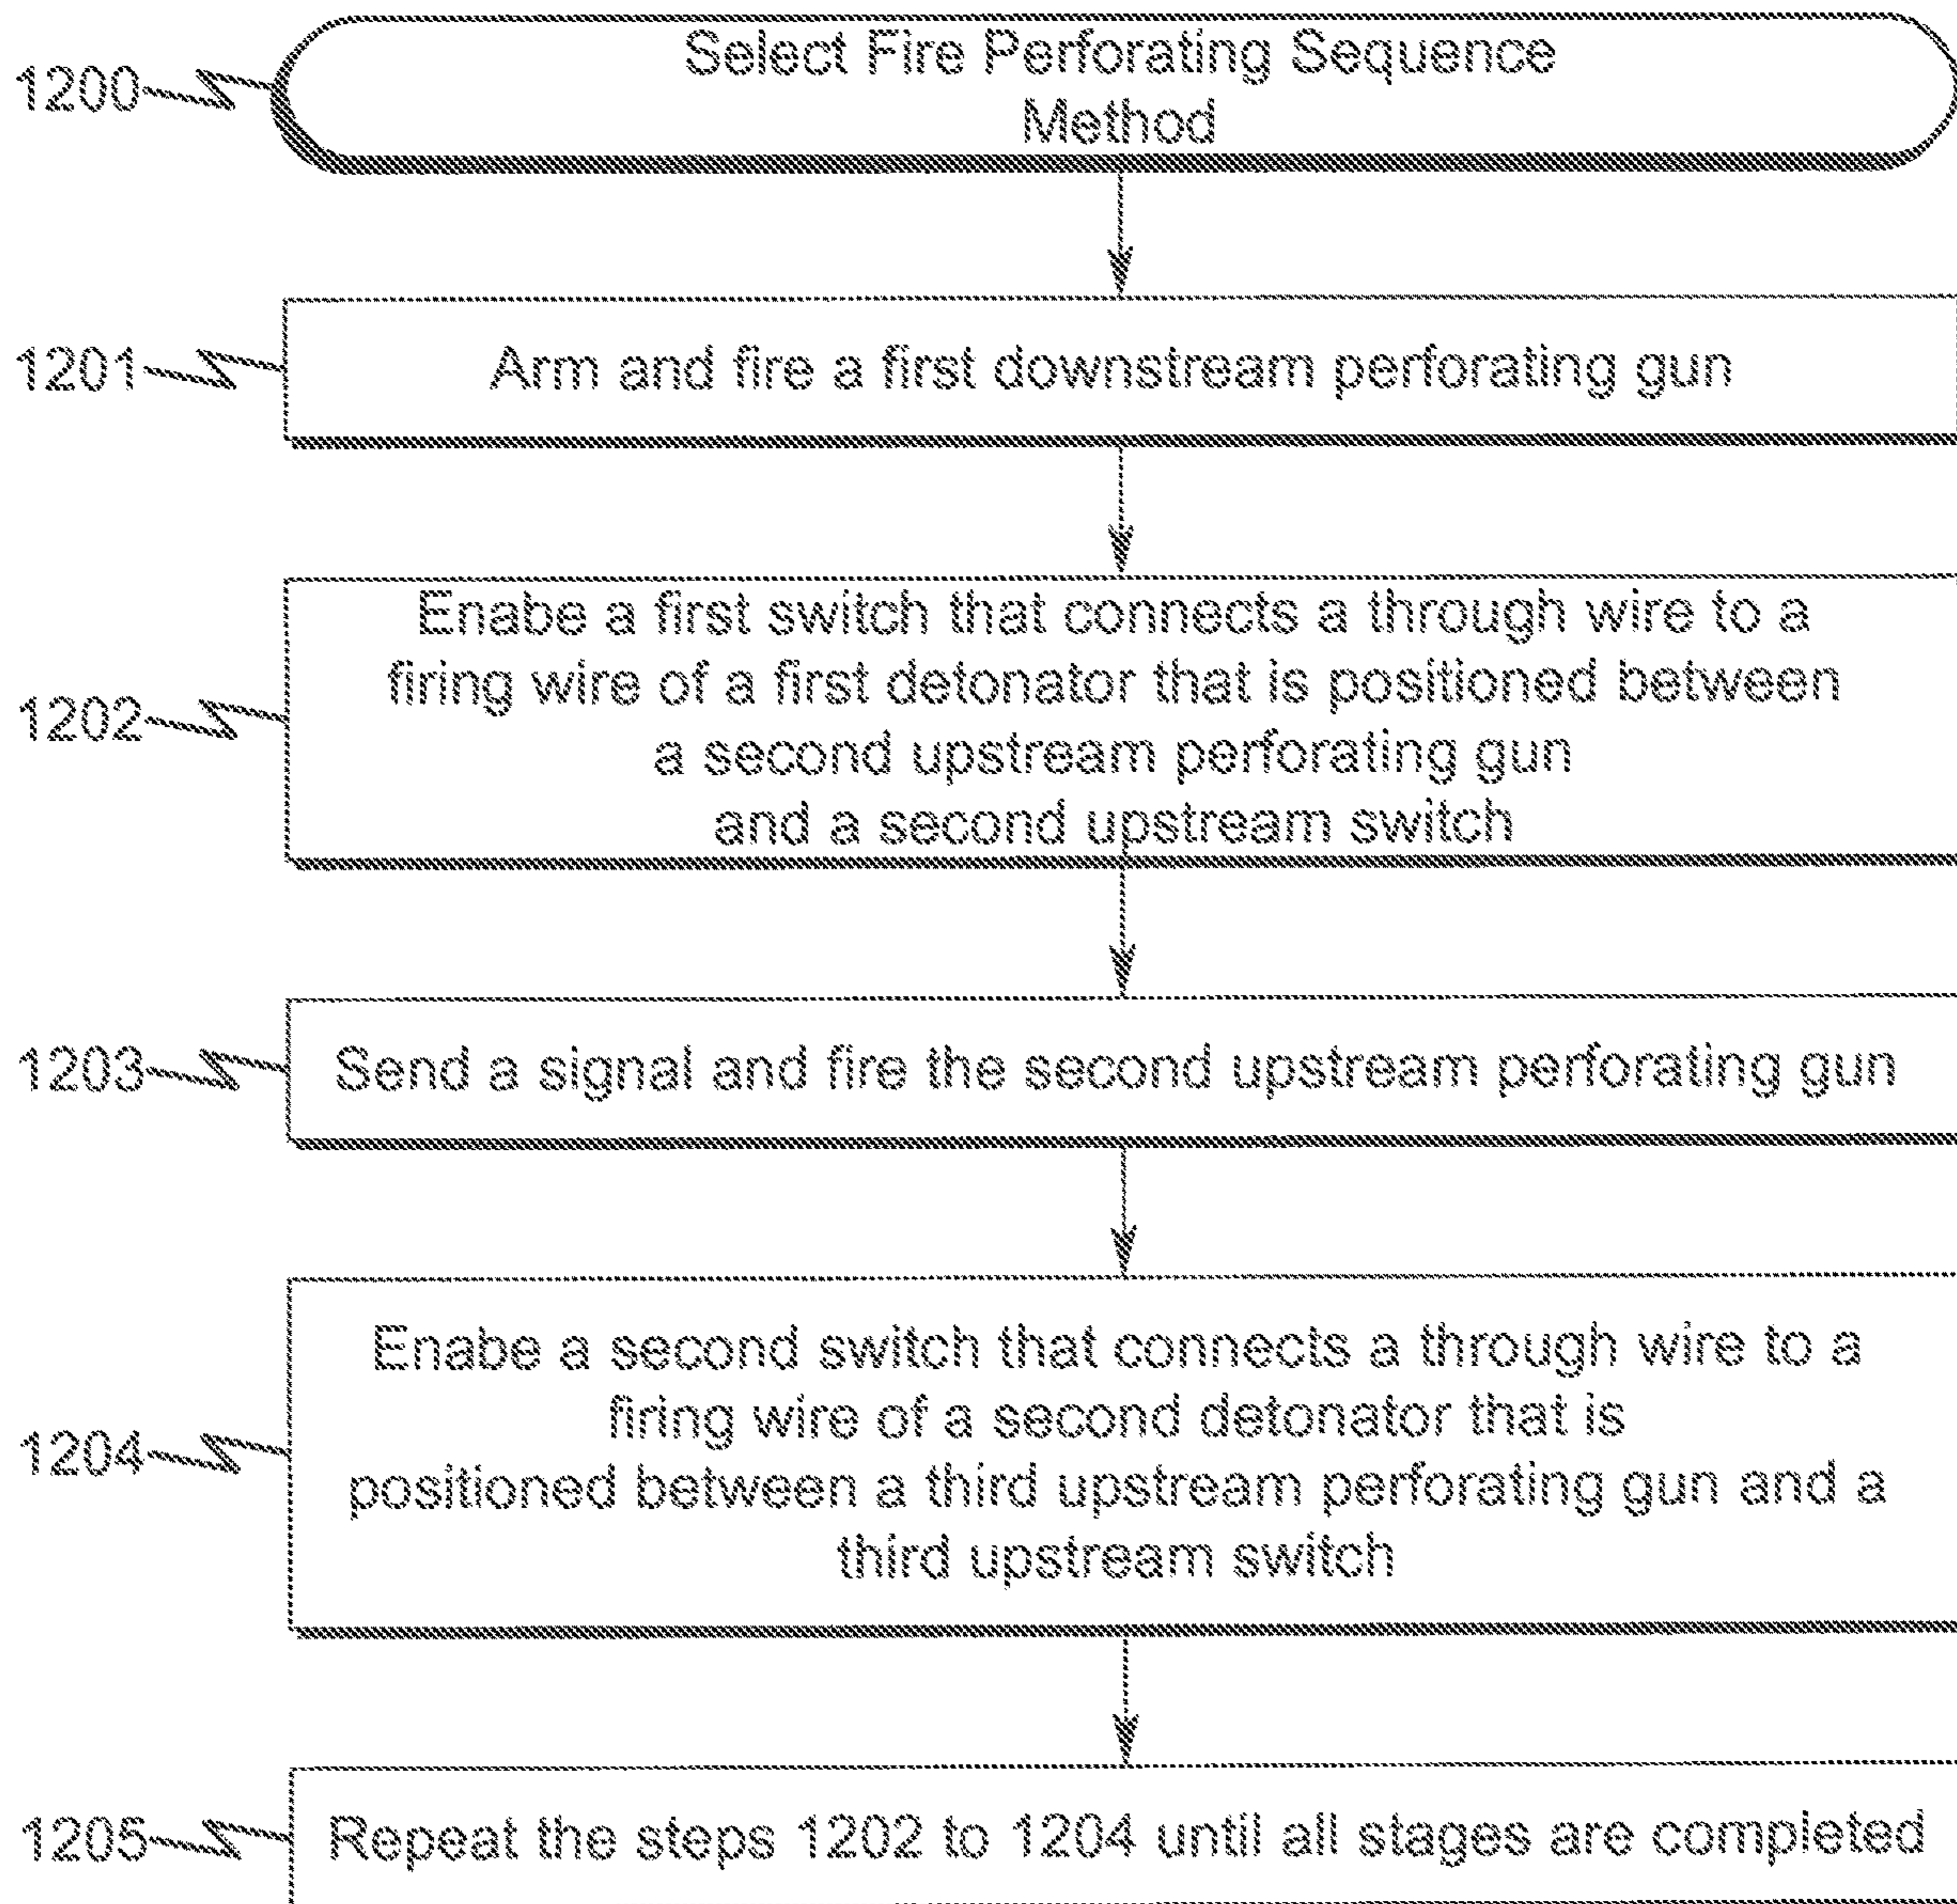 Select Fire Perforating Sequence
1200
Method
Arm and fire a first downstream perforating gun
1201
Enabe a first switch that connects a through wire to a
firing wire of a first detonator that is positioned between
1202
a second upstream perforating gun
and a second upstream switch
1203
Send a signal and fire the second upstream perforating gun
Enabe a second switch that connects a through wire to a
firing wire of a second detonator that is
1204
positioned between a third upstream perforating gun and a
third upstream switch
1205
Repeat the steps 1202 to 1204 until all stages are completed